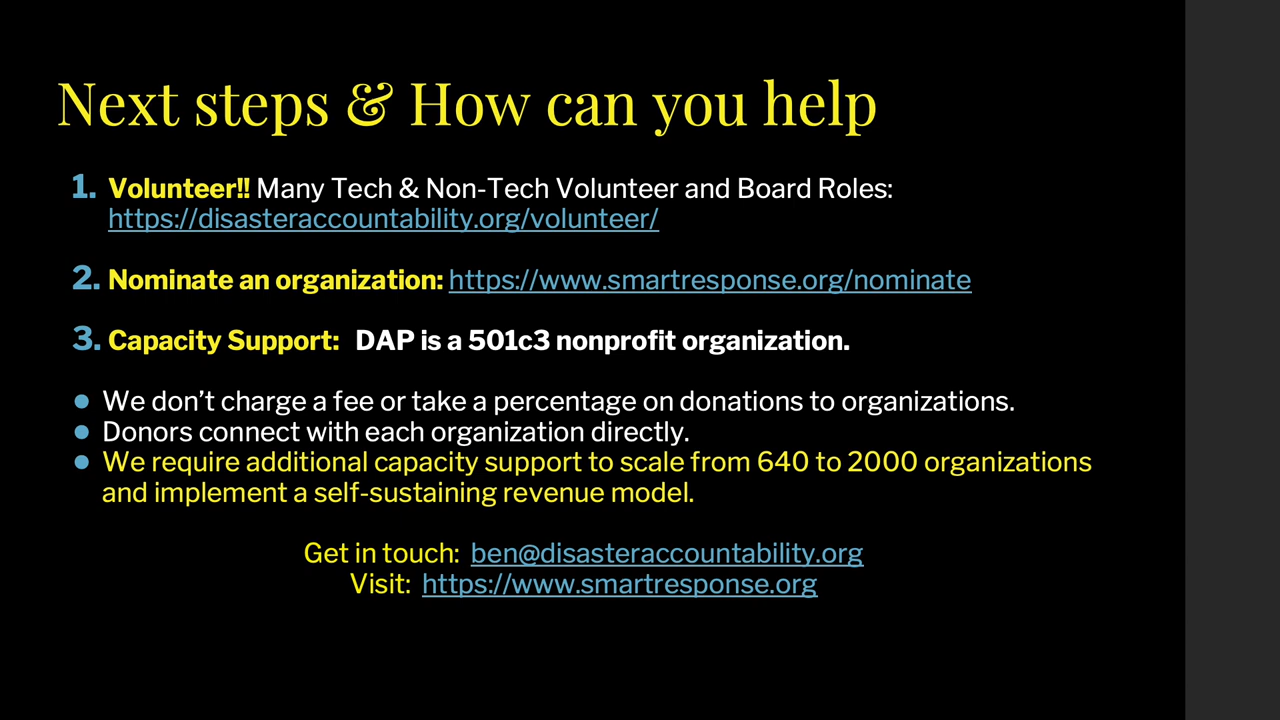 Next steps & How can you help
1. Volunteer!! Many Tech & Non-Tech Volunteer and Board Roles:
https://disasteraccountability.org/volunteer/
2. Nominate an organization: https://www.smartresponse.org/nominate
3. Capacity Support: DAP is a 501c3 nonprofit organization.
● We don’t charge a fee or take a percentage on donations to organizations.
● Donors connect with each organization directly.
● We require additional capacity support to scale from 640 to 2000 organizations
and implement a self-sustaining revenue model.
Get in touch: ben@disasteraccountability.org
Visit: https://www.smartresponse.org